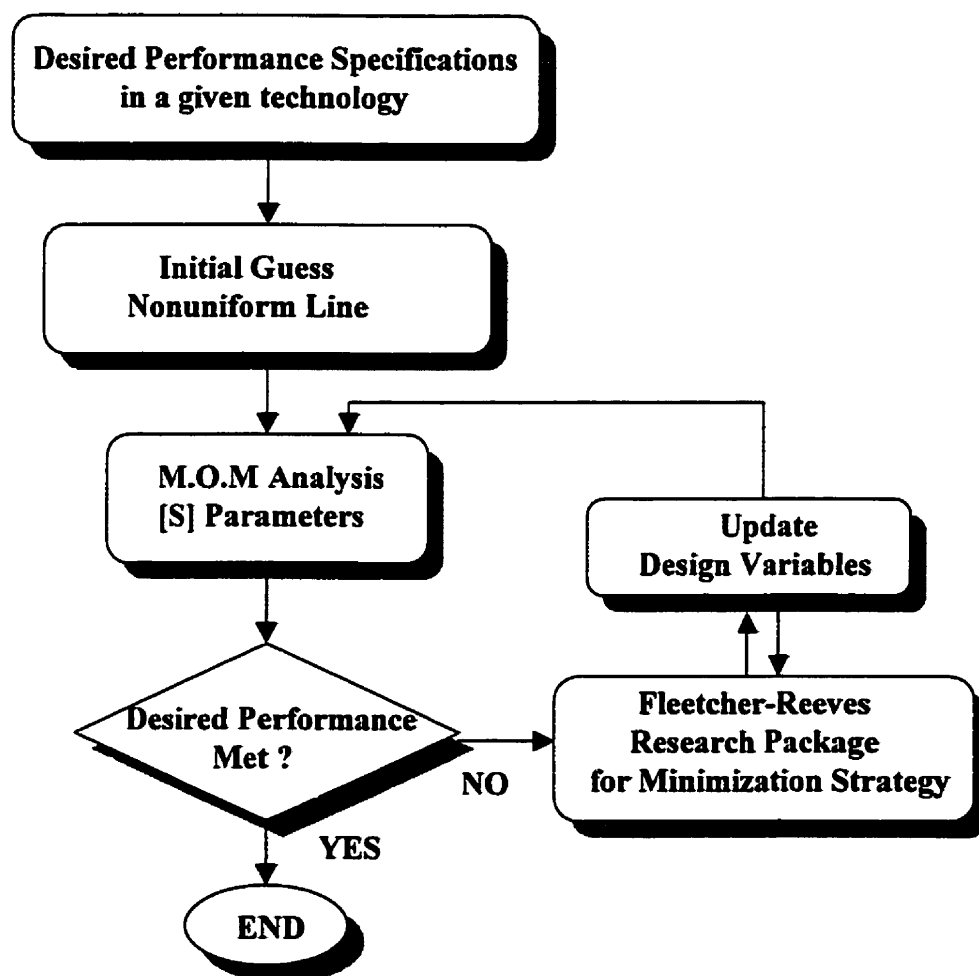 Desired Performance Specifications
in a given technology
Initial Guess
Nonuniform Line
M.O.M Analysis
[S] Parameters
Update
Design Variables
Desired Performance
Met ?
NO
Fleetcher-Reeves
Research Package
for Minimization Strategy
YES
END